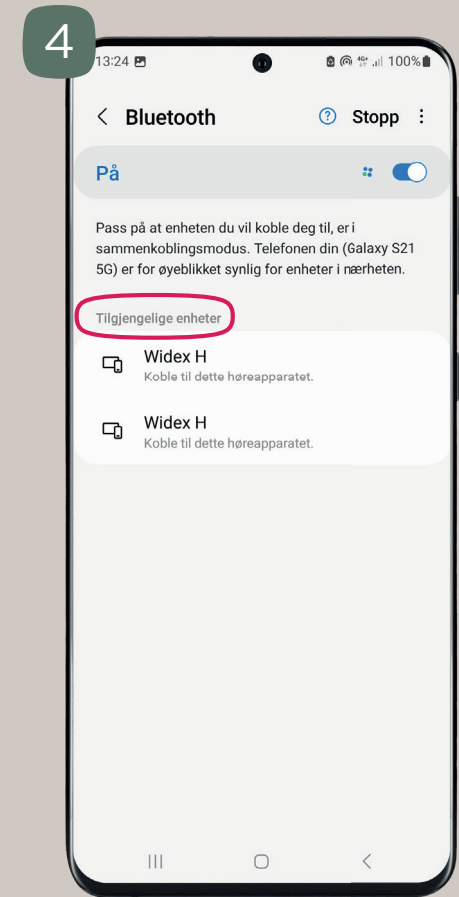 4
13:24 4G+ 100%
Bluetooth ? Stopp
På
Pass på at enheten du vil koble deg til, er i
sammenkoblingsmodus. Telefonen din (Galaxy S21
5G) er for øyeblikket synlig for enheter i nærheten.
Tilgjengelige enheter
Widex H
Koble til dette høreapparatet.
Widex H
Koble til dette høreapparatet.